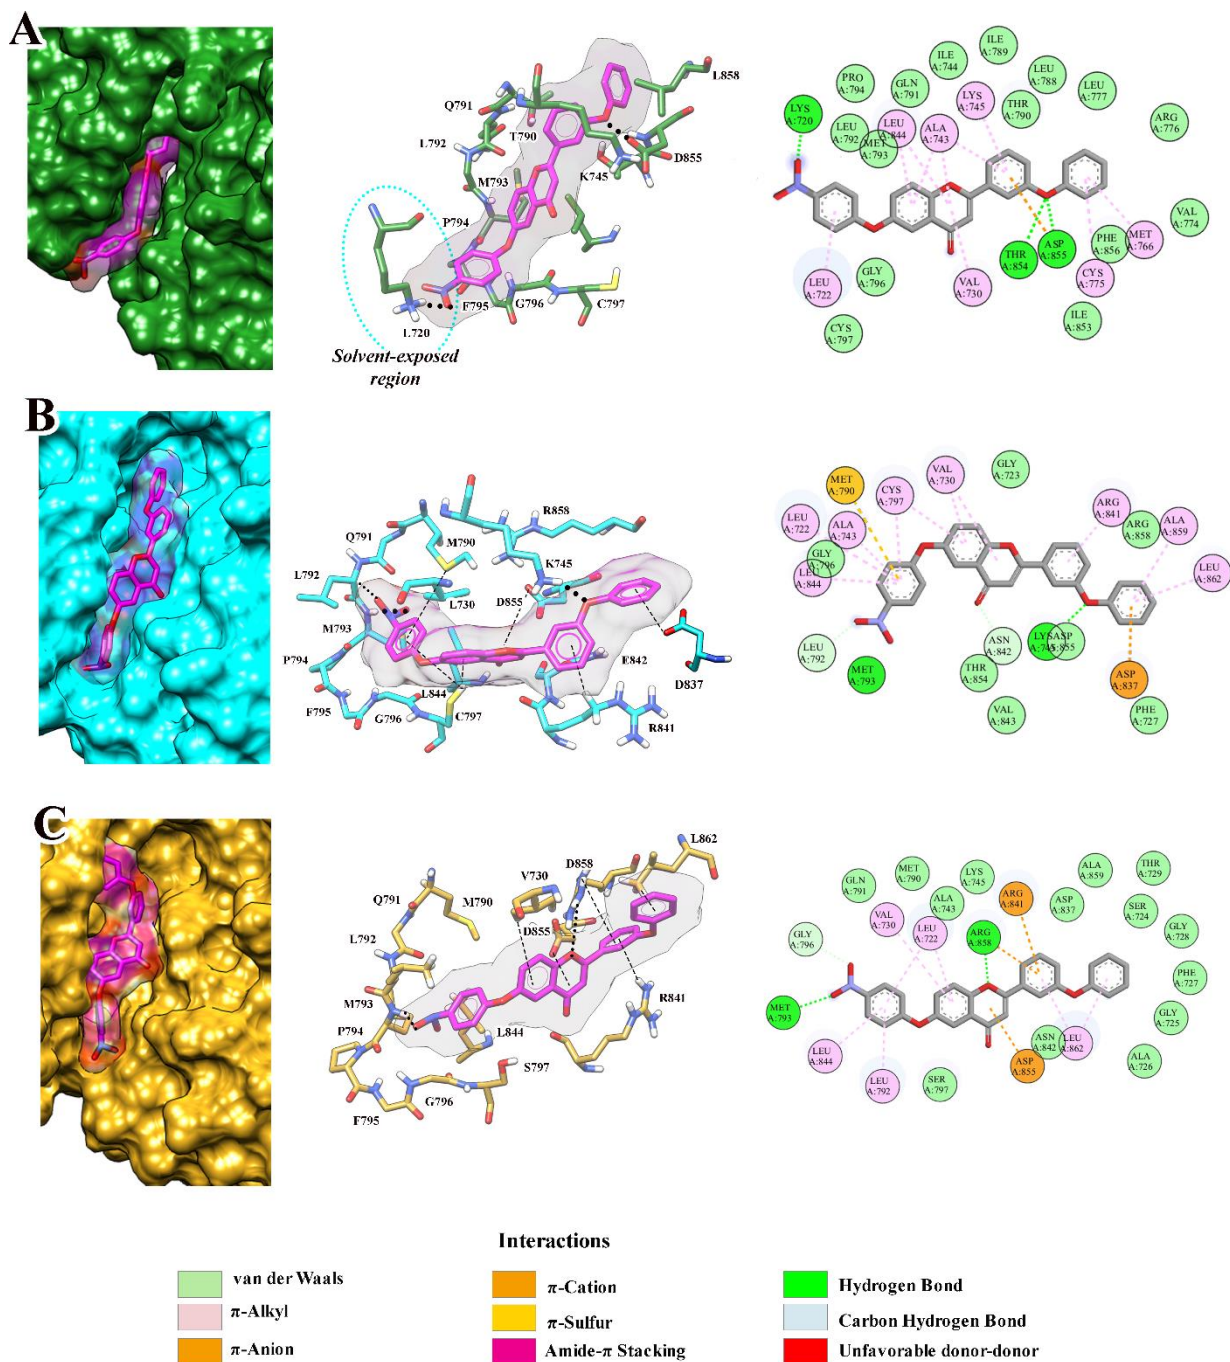 A
Q791
L792
T790
M793
P794
K745
L858
D855
F795
G796
C797
L720
Solvent-exposed
region
LYS
A:720
PRO
A:794
LEU
A:792
MET
A:793
GLN
A:791
LEU
A:844
ILE
A:744
ALA
A:743
ILE
A:789
LYS
A:745
THR
A:790
LEU
A:788
LEU
A:777
ARG
A:776
VAL
A:774
MET
A:766
PHE
A:856
CYS
A:775
ILE
A:853
ASP
A:855
THR
A:854
VAL
A:730
GLY
A:796
LEU
A:722
CYS
A:797
B
Q791
L792
M790
R858
K745
L730
D855
M793
P794
F795
G796
L844
C797
E842
D837
R841
MET
A:790
CYS
A:797
VAL
A:730
GLY
A:723
LEU
A:722
ALA
A:743
GLY
A:796
LEU
A:844
LEU
A:792
MET
A:793
ASN
A:842
THR
A:854
VAL
A:843
LYS
A:745
ASP
A:855
ARG
A:841
ARG
A:858
ALA
A:859
LEU
A:862
ASP
A:837
PHE
A:727
C
L862
D858
V730
Q791
M790
L792
D855
M793
P794
L844
R841
S797
G796
F795
GLN
A:791
MET
A:790
LYS
A:745
ALA
A:743
VAL
A:730
LEU
A:722
ARG
A:858
ARG
A:841
ASP
A:837
ALA
A:859
THR
A:729
SER
A:724
GLY
A:728
PHE
A:727
GLY
A:725
ALA
A:726
GLY
A:796
MET
A:793
LEU
A:844
LEU
A:792
SER
A:797
ASP
A:855
ASN
A:842
LEU
A:862
Interactions
van der Waals
π-Cation
Hydrogen Bond
π-Alkyl
π-Sulfur
Carbon Hydrogen Bond
π-Anion
Amide-π Stacking
Unfavorable donor-donor